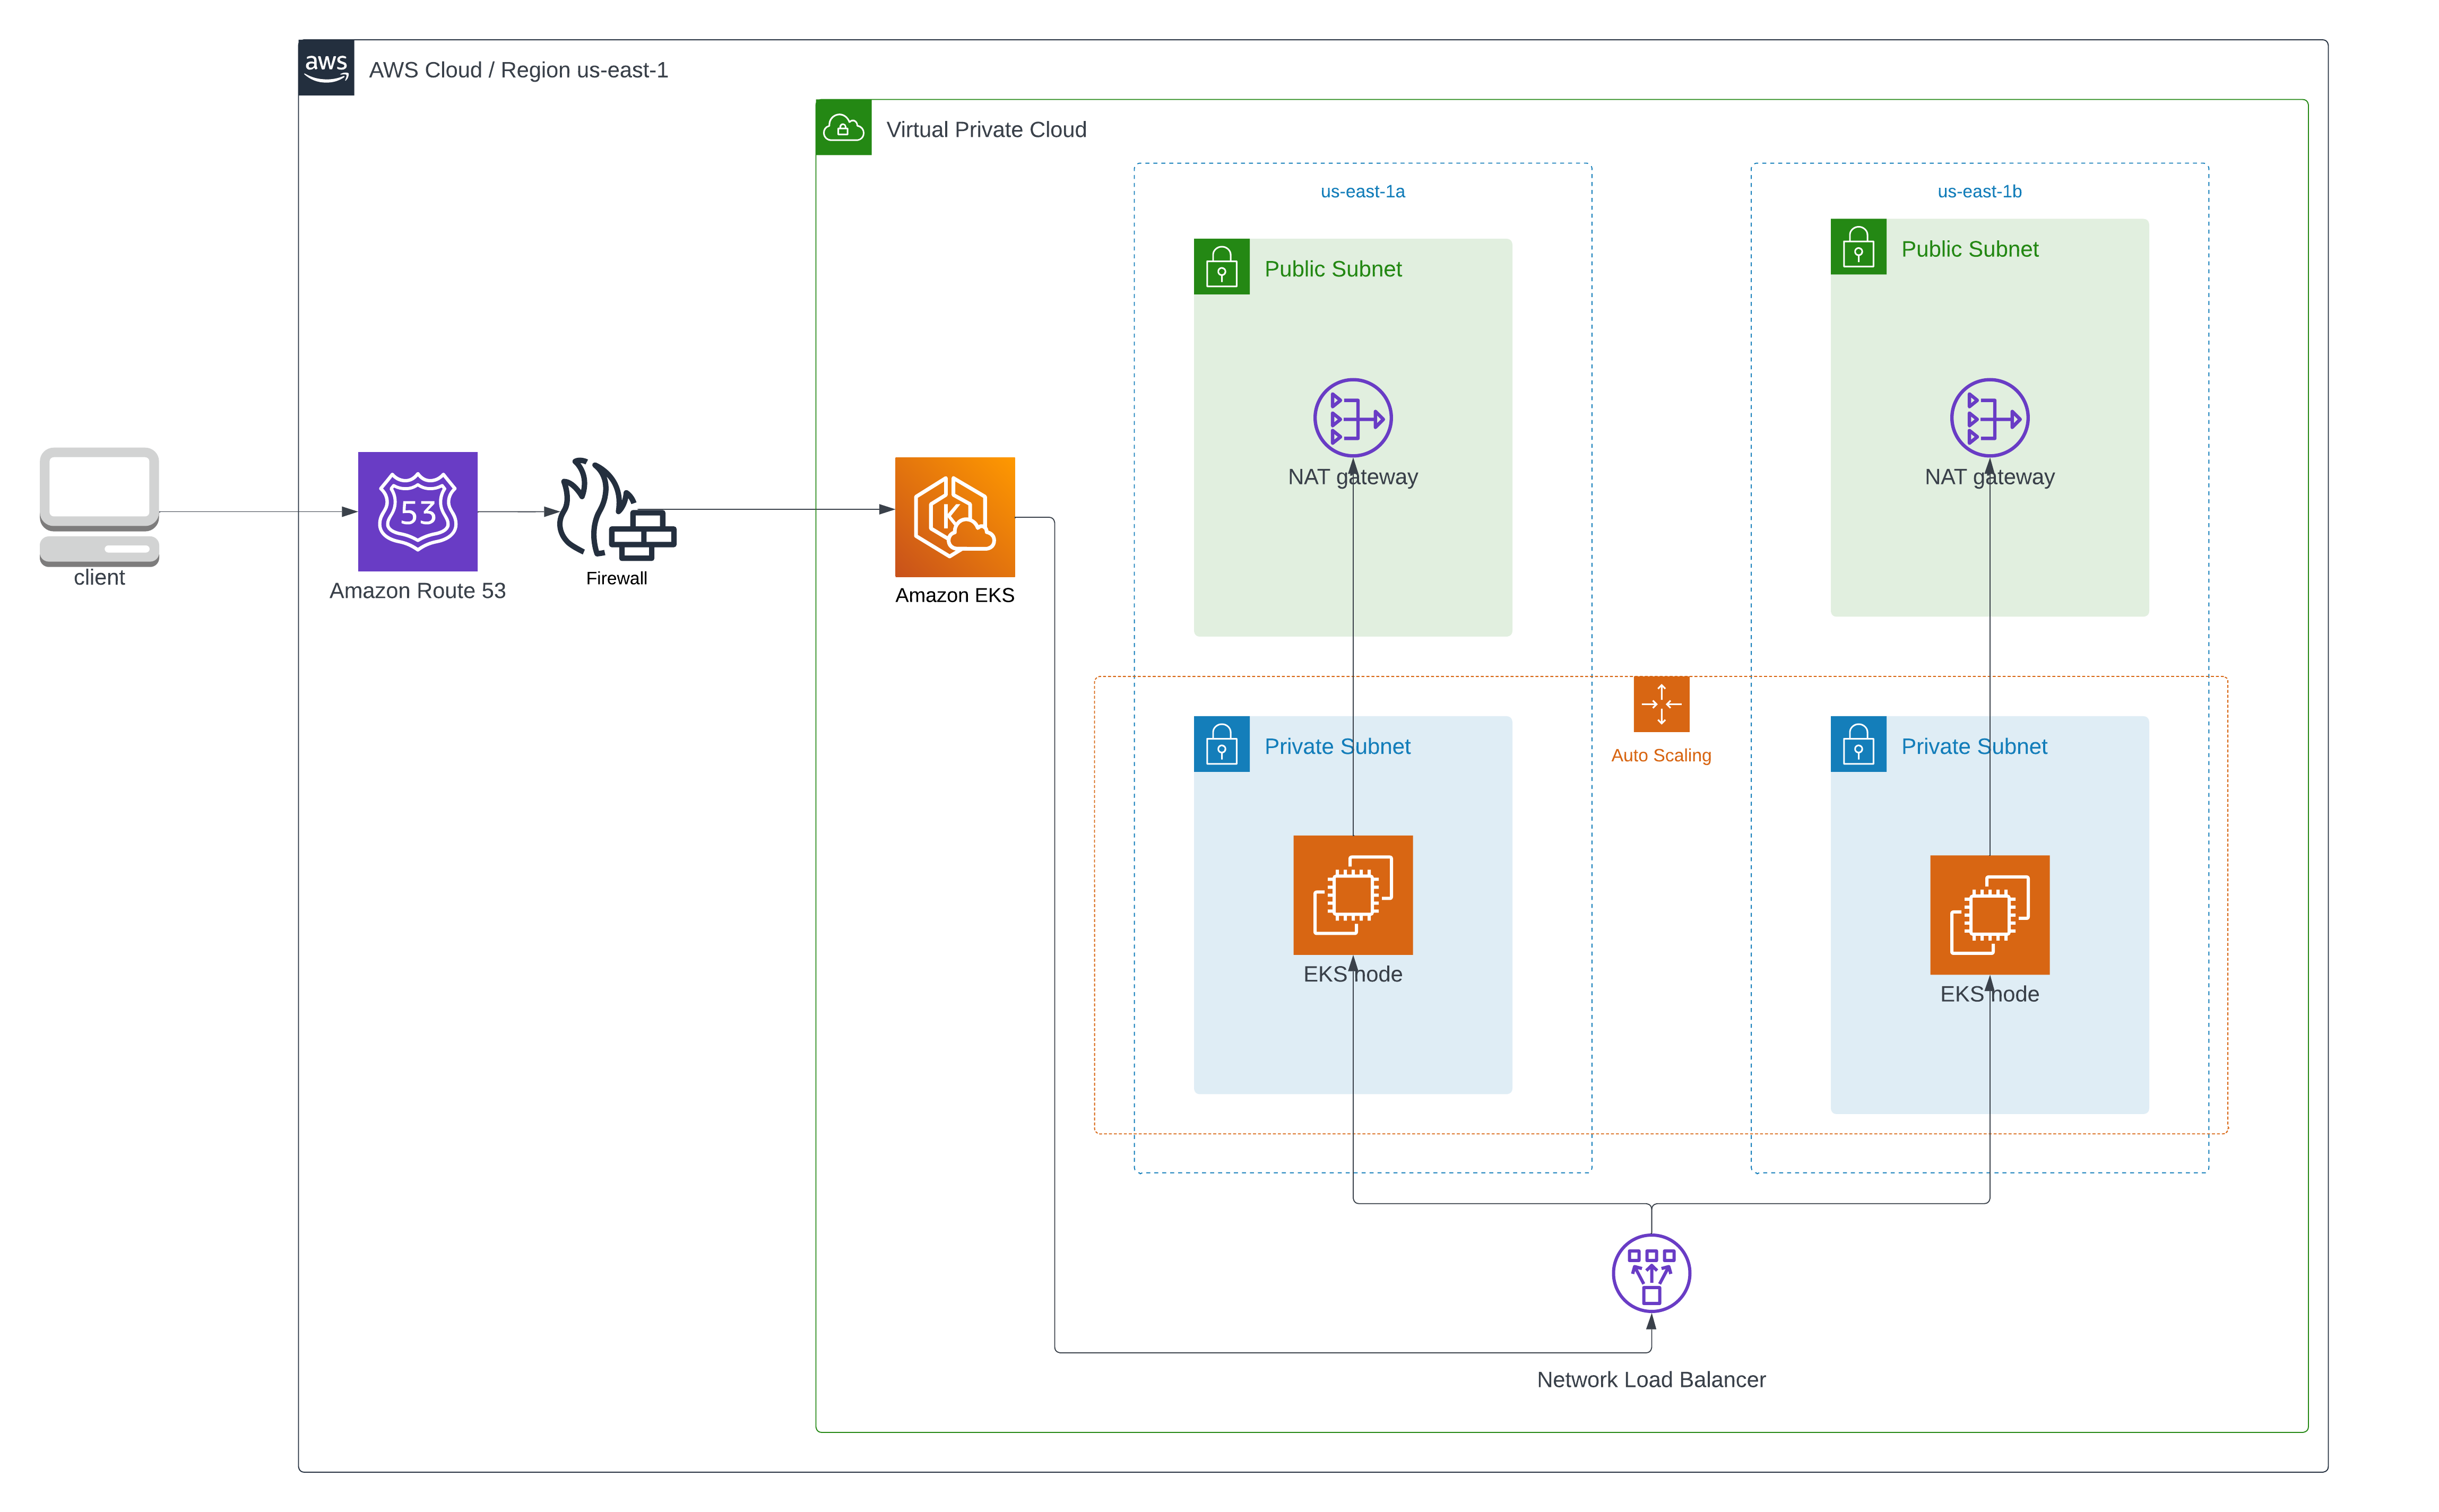 aws
AWS Cloud / Region us-east-1
Virtual Private Cloud
us-east-1a
us-east-1b
Public Subnet
Public Subnet
NAT gateway
NAT gateway
client
53
Amazon Route 53
Firewall
K
Amazon EKS
Private Subnet
Auto Scaling
Private Subnet
EKS node
EKS node
Network Load Balancer